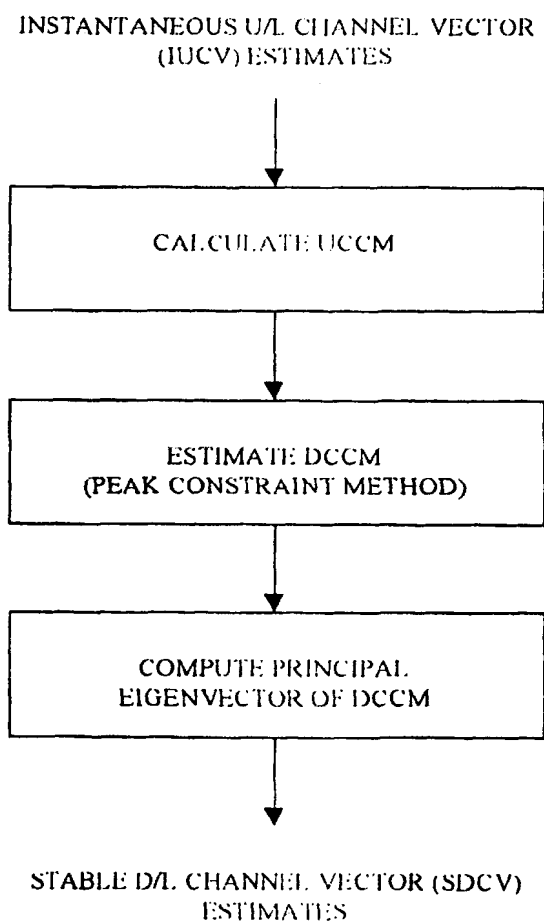 INSTANTANEOUS U/L CHANNEL VECTOR
(IUCV) ESTIMATES
CALCULATE UCCM
ESTIMATE DCCM
(PEAK CONSTRAINT METHOD)
COMPUTE PRINCIPAL
EIGENVECTOR OF DCCM
STABLE D/L CHANNEL VECTOR (SDCV)
ESTIMATES